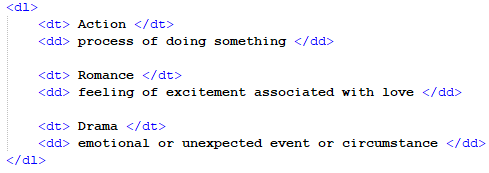 <dl>
<dt> Action </dt>
<dd> process of doing something </dd>
<dt> Romance </dt>
<dd> feeling of excitement associated with love </dd>
<dt> Drama </dt>
<dd> emotional or unexpected event or circumstance </dd>
</dl>